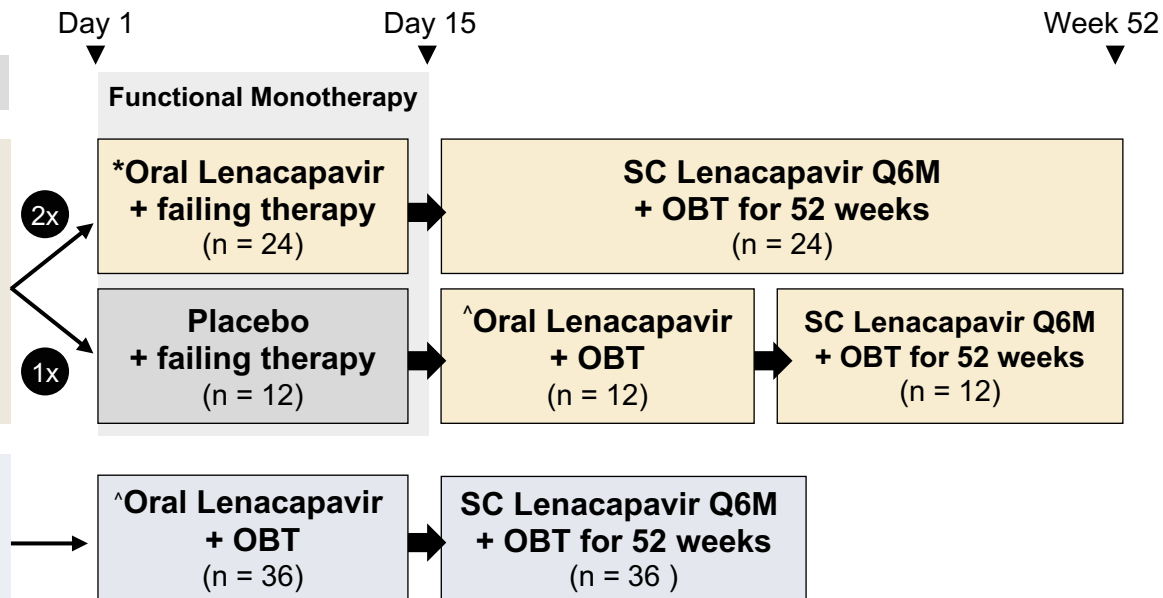 Day 1
Day 15
Week 52
Functional Monotherapy
2x
*Oral Lenacapavir
+ failing therapy
(n = 24)
SC Lenacapavir Q6M
+ OBT for 52 weeks
(n = 24)
1x
Placebo
+ failing therapy
(n = 12)
^Oral Lenacapavir
+ OBT
(n = 12)
SC Lenacapavir Q6M
+ OBT for 52 weeks
(n = 12)
^Oral Lenacapavir
+ OBT
(n = 36)
SC Lenacapavir Q6M
+ OBT for 52 weeks
(n = 36 )